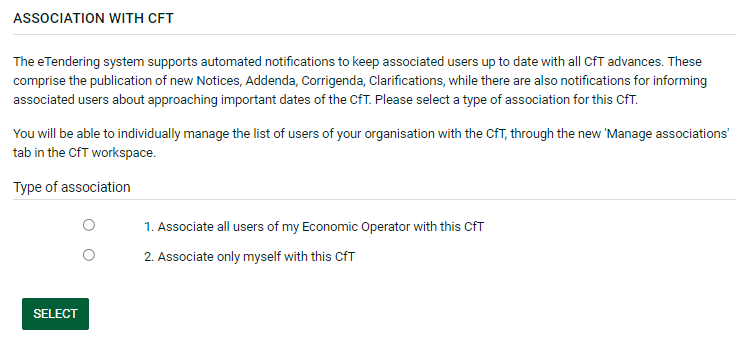 ASSOCIATION WITH CFT
The eTendering system supports automated notifications to keep associated users up to date with all CfT advances. These
comprise the publication of new Notices, Addenda, Corrigenda, Clarifications, while there are also notifications for informing
associated users about approaching important dates of the CfT. Please select a type of association for this CfT.
You will be able to individually manage the list of users of your organisation with the CfT, through the new 'Manage associations'
tab in the CfT workspace.
Type of association
1. Associate all users of my Economic Operator with this CfT
2. Associate only myself with this CfT
SELECT